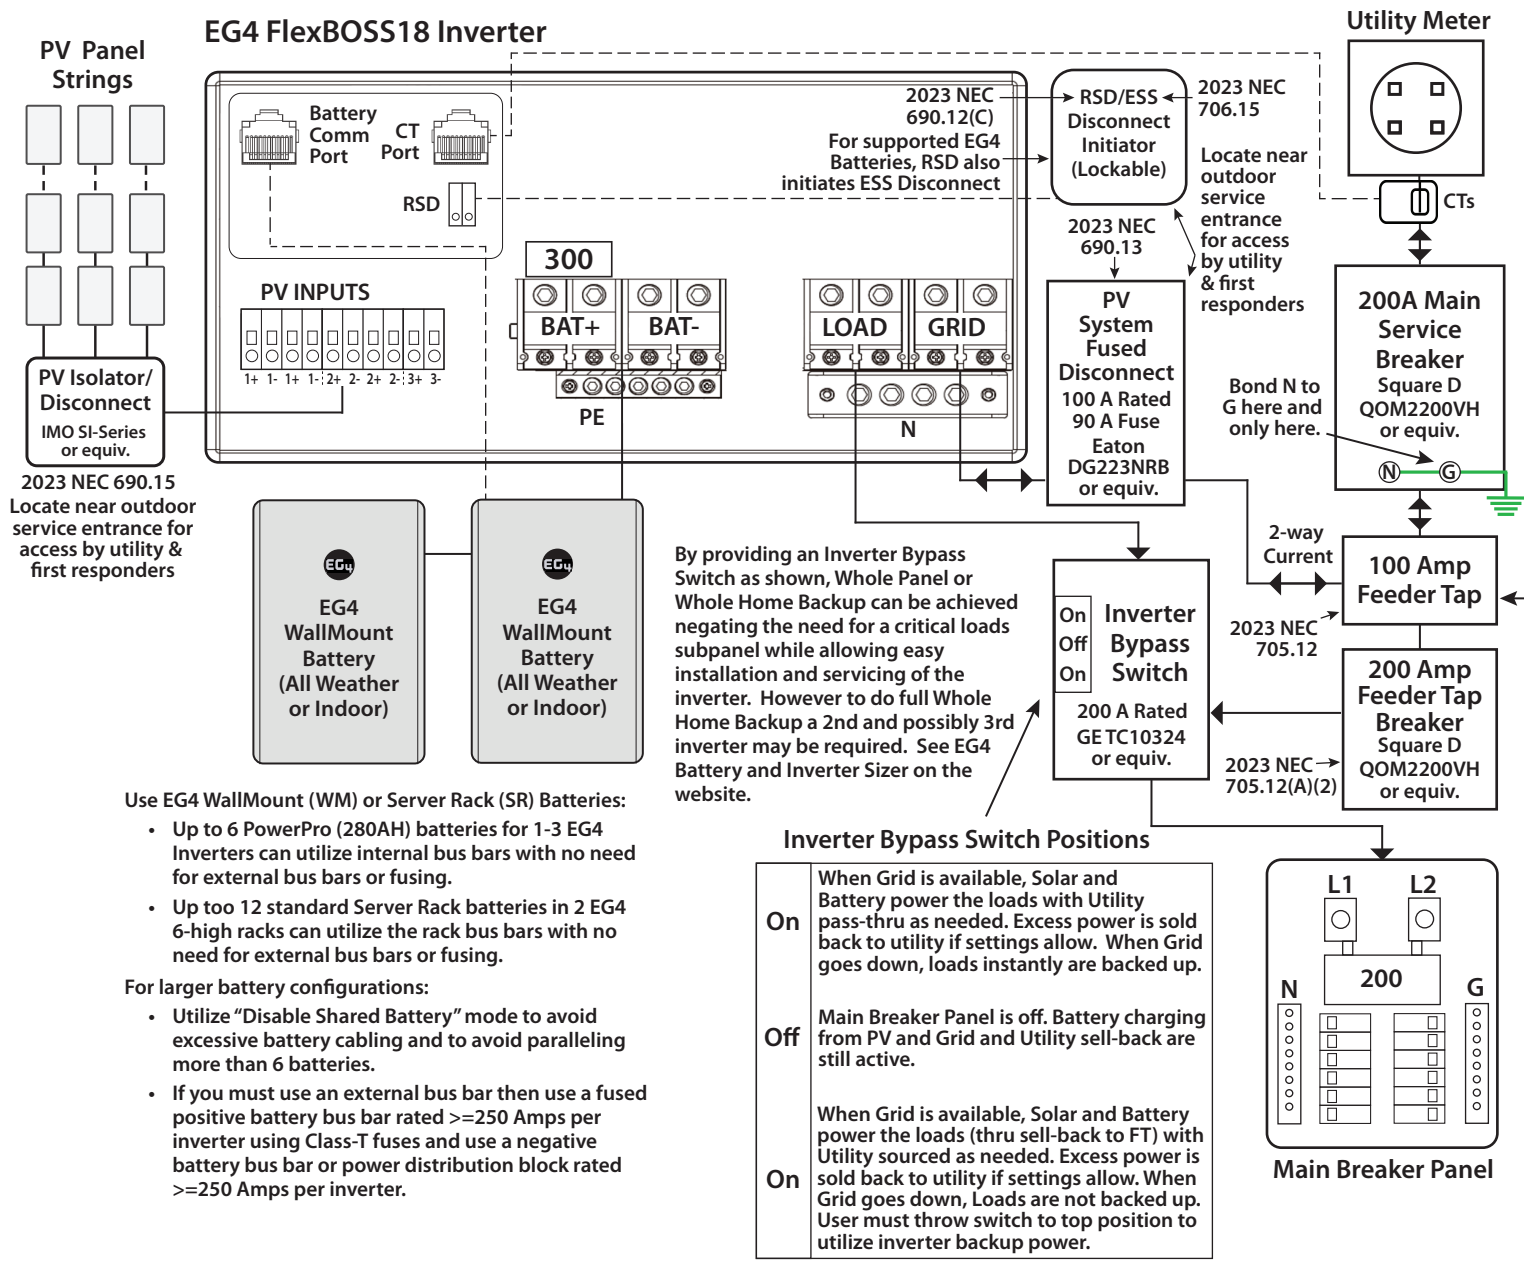 EG4 FlexBOSS18 Inverter
Utility Meter
PV Panel
Strings
Battery
Comm
Port
CT
Port
RSD
2023 NEC
690.12(C)
For supported EG4
Batteries, RSD also
initiates ESS Disconnect
RSD/ESS
Disconnect
Initiator
(Lockable)
2023 NEC
706.15
Locate near
outdoor
service
entrance
for access
by utility
& first
responders
CTs
2023 NEC
690.13
300
BAT+
BAT-
PE
LOAD
GRID
N
PV INPUTS
1+ 1- 1+ 1- 2+ 2- 2+ 2- 3+ 3-
PV Isolator/
Disconnect
IMO SI-Series
or equiv.
2023 NEC 690.15
Locate near outdoor
service entrance for
access by utility &
first responders
PV
System
Fused
Disconnect
100 A Rated
90 A Fuse
Eaton
DG223NRB
or equiv.
200A Main
Service
Breaker
Square D
QOM2200VH
or equiv.
N
G
Bond N to
G here and
only here.
2-way
Current
100 Amp
Feeder Tap
2023 NEC
705.12
200 Amp
Feeder Tap
Breaker
Square D
QOM2200VH
or equiv.
2023 NEC
705.12(A)(2)
EG4
EG4
WallMount
Battery
(All Weather
or Indoor)
EG4
EG4
WallMount
Battery
(All Weather
or Indoor)
By providing an Inverter Bypass
Switch as shown, Whole Panel or
Whole Home Backup can be achieved
negating the need for a critical loads
subpanel while allowing easy
installation and servicing of the
inverter. However to do full Whole
Home Backup a 2nd and possibly 3rd
inverter may be required. See EG4
Battery and Inverter Sizer on the
website.
On
Off
On
Inverter
Bypass
Switch
200 A Rated
GE TC10324
or equiv.
Use EG4 WallMount (WM) or Server Rack (SR) Batteries:
• Up to 6 PowerPro (280AH) batteries for 1-3 EG4
Inverters can utilize internal bus bars with no need
for external bus bars or fusing.
• Up too 12 standard Server Rack batteries in 2 EG4
6-high racks can utilize the rack bus bars with no
need for external bus bars or fusing.
For larger battery configurations:
• Utilize “Disable Shared Battery” mode to avoid
excessive battery cabling and to avoid paralleling
more than 6 batteries.
• If you must use an external bus bar then use a fused
positive battery bus bar rated >=250 Amps per
inverter using Class-T fuses and use a negative
battery bus bar or power distribution block rated
>=250 Amps per inverter.
Inverter Bypass Switch Positions
On
When Grid is available, Solar and
Battery power the loads with Utility
pass-thru as needed. Excess power is sold
back to utility if settings allow. When Grid
goes down, loads instantly are backed up.
Off
Main Breaker Panel is off. Battery charging
from PV and Grid and Utility sell-back are
still active.
On
When Grid is available, Solar and Battery
power the loads (thru sell-back to FT) with
Utility sourced as needed. Excess power is
sold back to utility if settings allow. When
Grid goes down, Loads are not backed up.
User must throw switch to top position to
utilize inverter backup power.
L1
L2
200
N
G
Main Breaker Panel